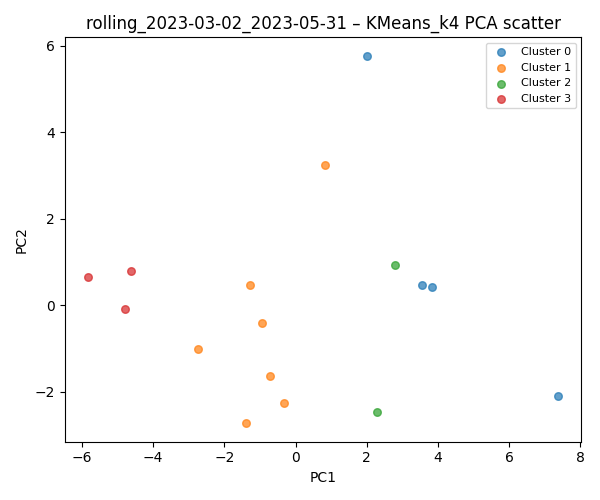 rolling_2023-03-02_2023-05-31 – KMeans_k4 PCA scatter
Cluster 0
Cluster 1
Cluster 2
Cluster 3
PC2
6
4
2
0
−2
−6 −4 −2 0 2 4 6 8
PC1